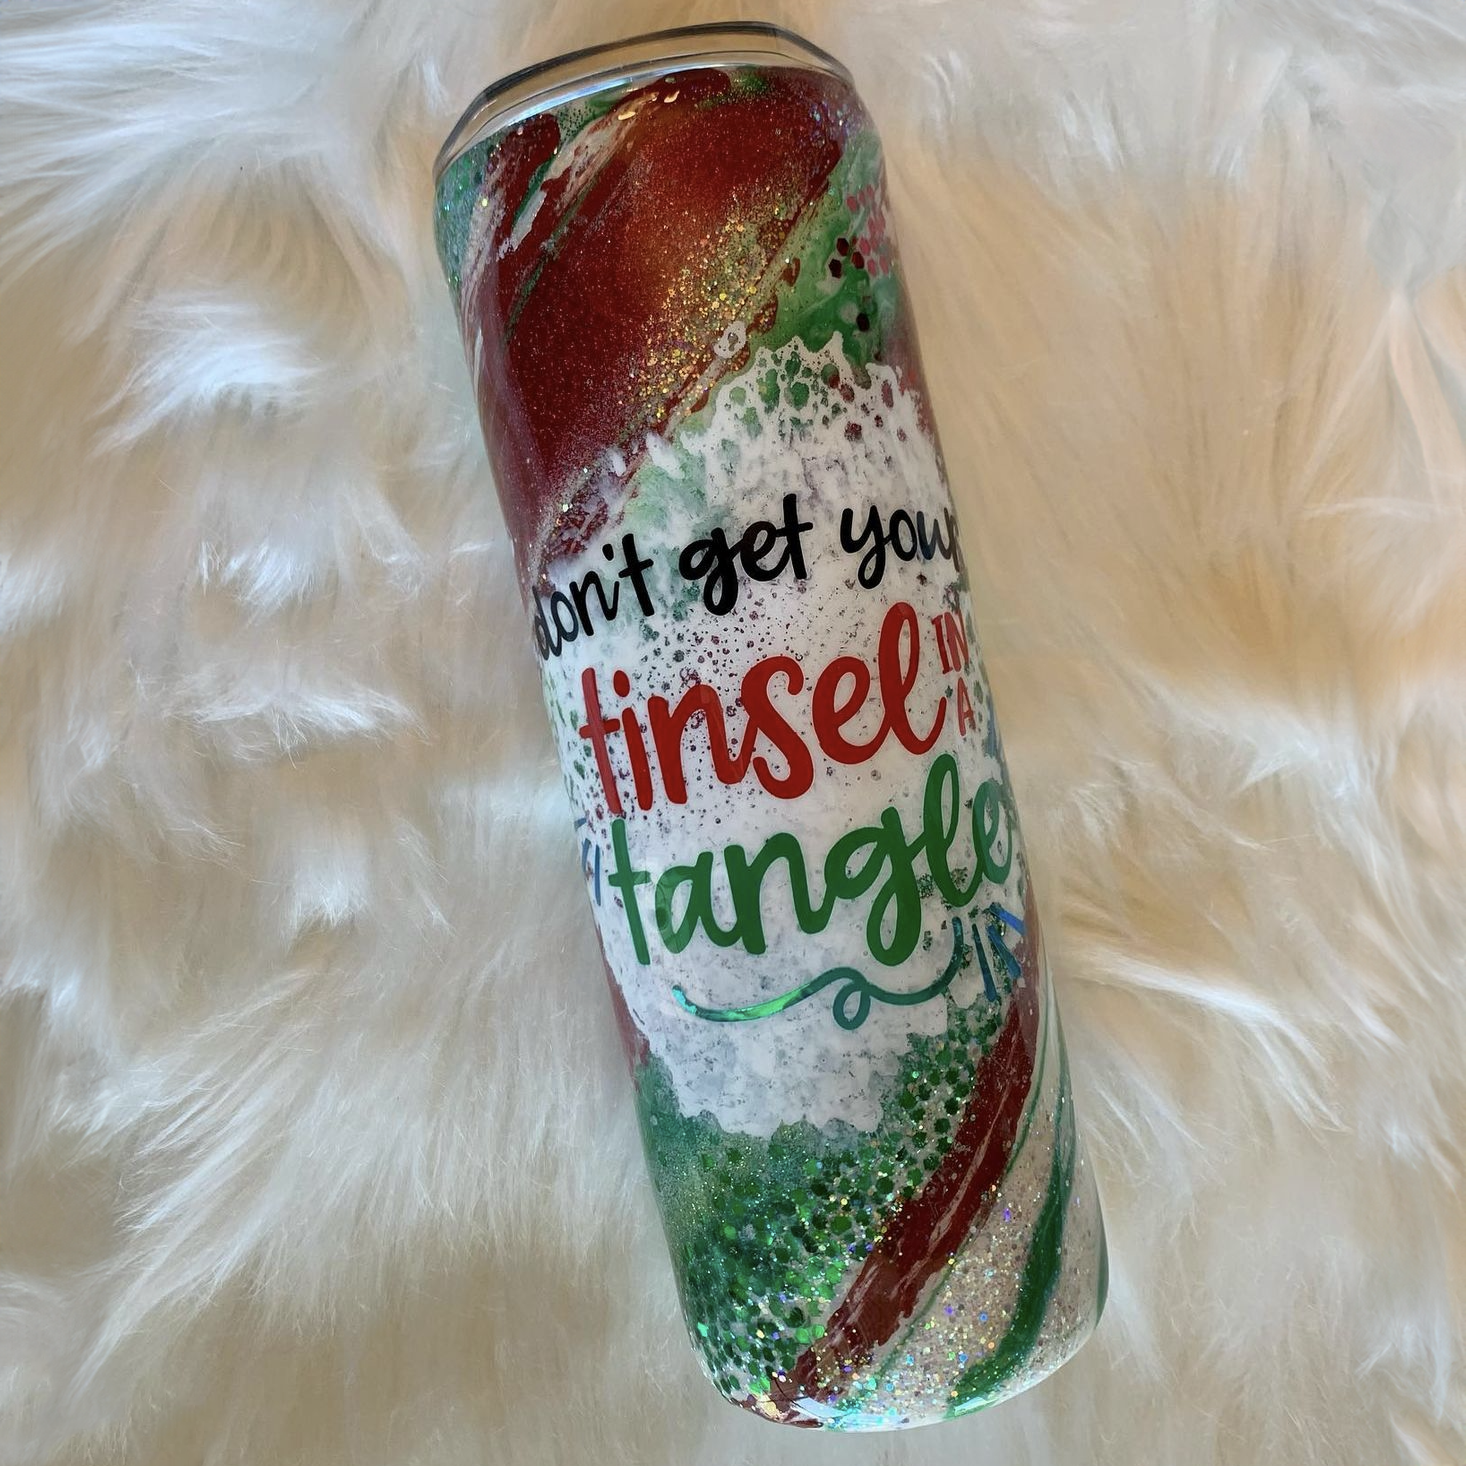 don't get your
tinsel IN
A
tangle